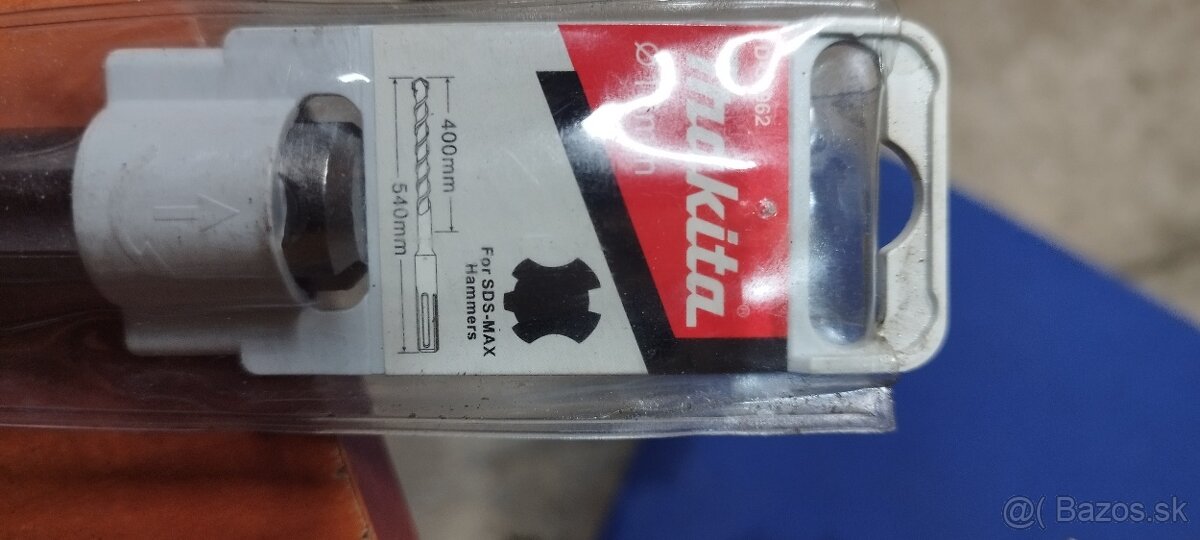 makita®
400mm
540mm
For SDS-MAX
Hammers
@( Bazos.sk